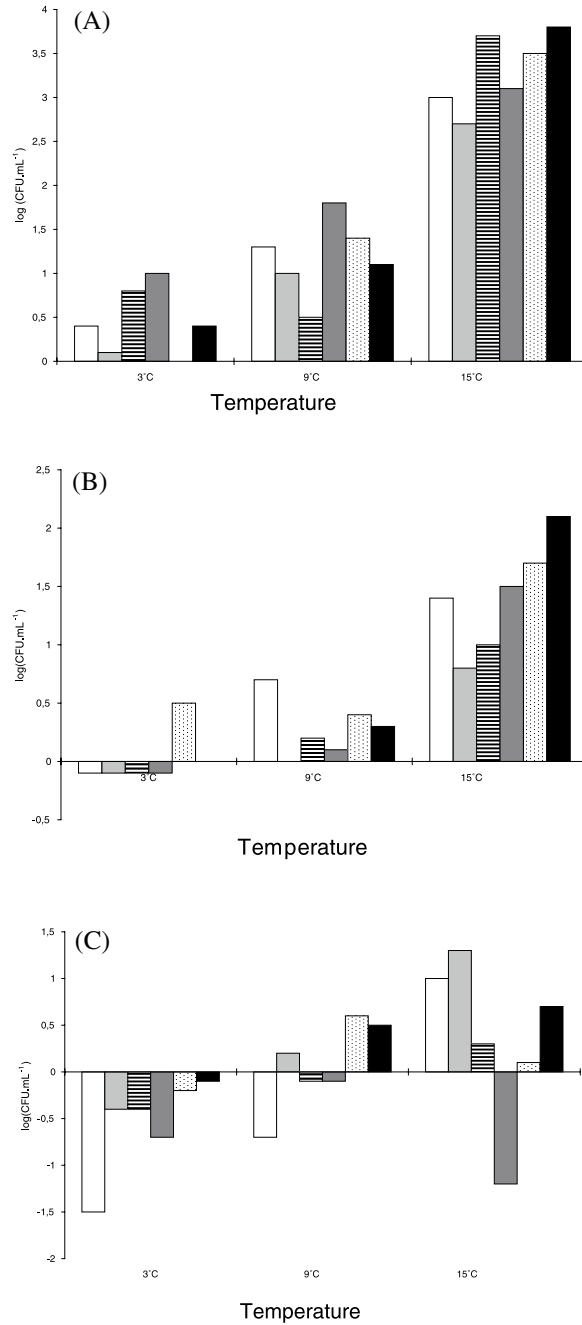 (A)
4
3,5
3
2,5
2
1,5
1
0,5
0
log (CFU.mL⁻¹)
3°C 9°C 15°C
Temperature
(B)
2,5
2
1,5
1
0,5
0
-0,5
log(CFU.mL⁻¹)
3°C 9°C 15°C
Temperature
(C)
1,5
1
0,5
0
-0,5
-1
-1,5
-2
log(CFU.mL⁻¹)
3°C 9°C 15°C
Temperature